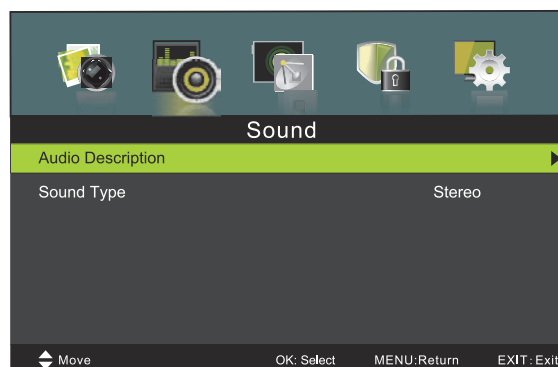 Sound
Audio Description
Sound Type Stereo
Move OK: Select MENU:Return EXIT:Exit